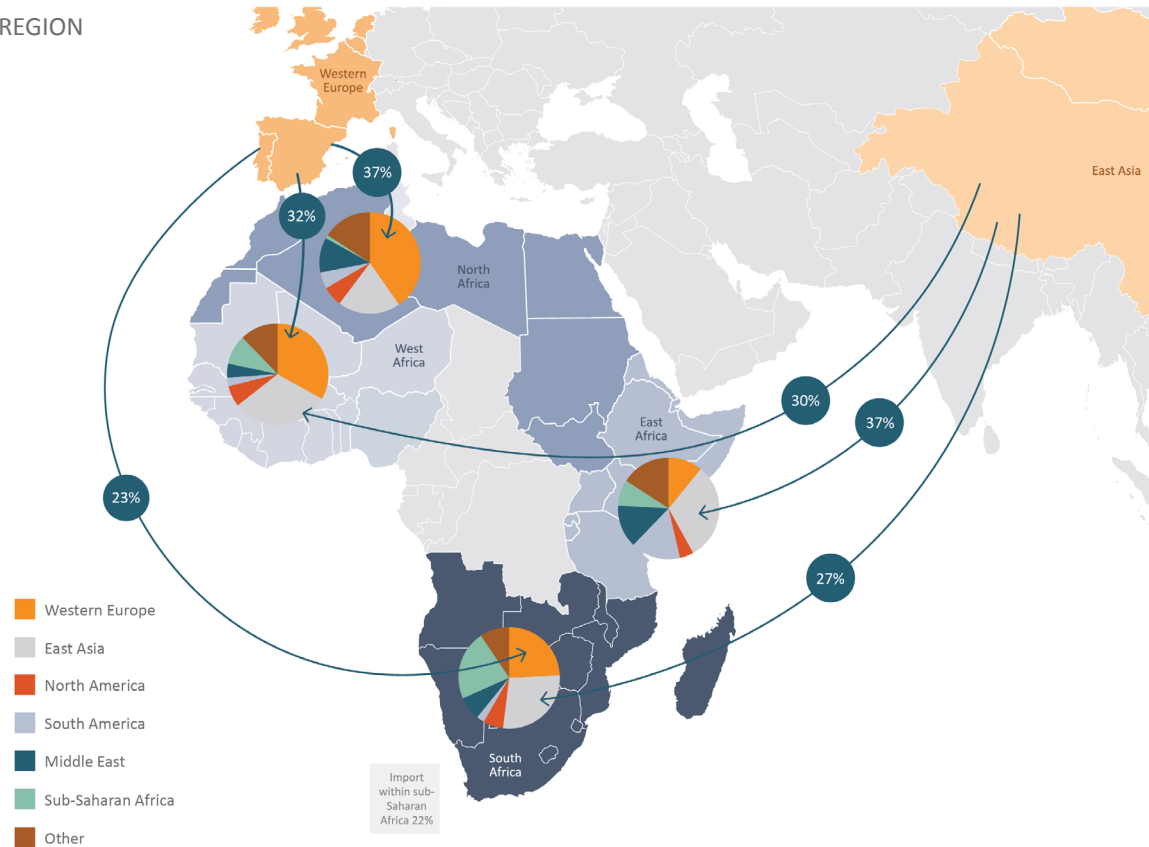 REGION
Western
Europe
East Asia
37%
32%
North
Africa
West
Africa
30%
East
Africa
37%
23%
27%
Western Europe
East Asia
North America
South America
Middle East
Sub-Saharan Africa
Other
South
Africa
Import
within sub-
Saharan
Africa 22%